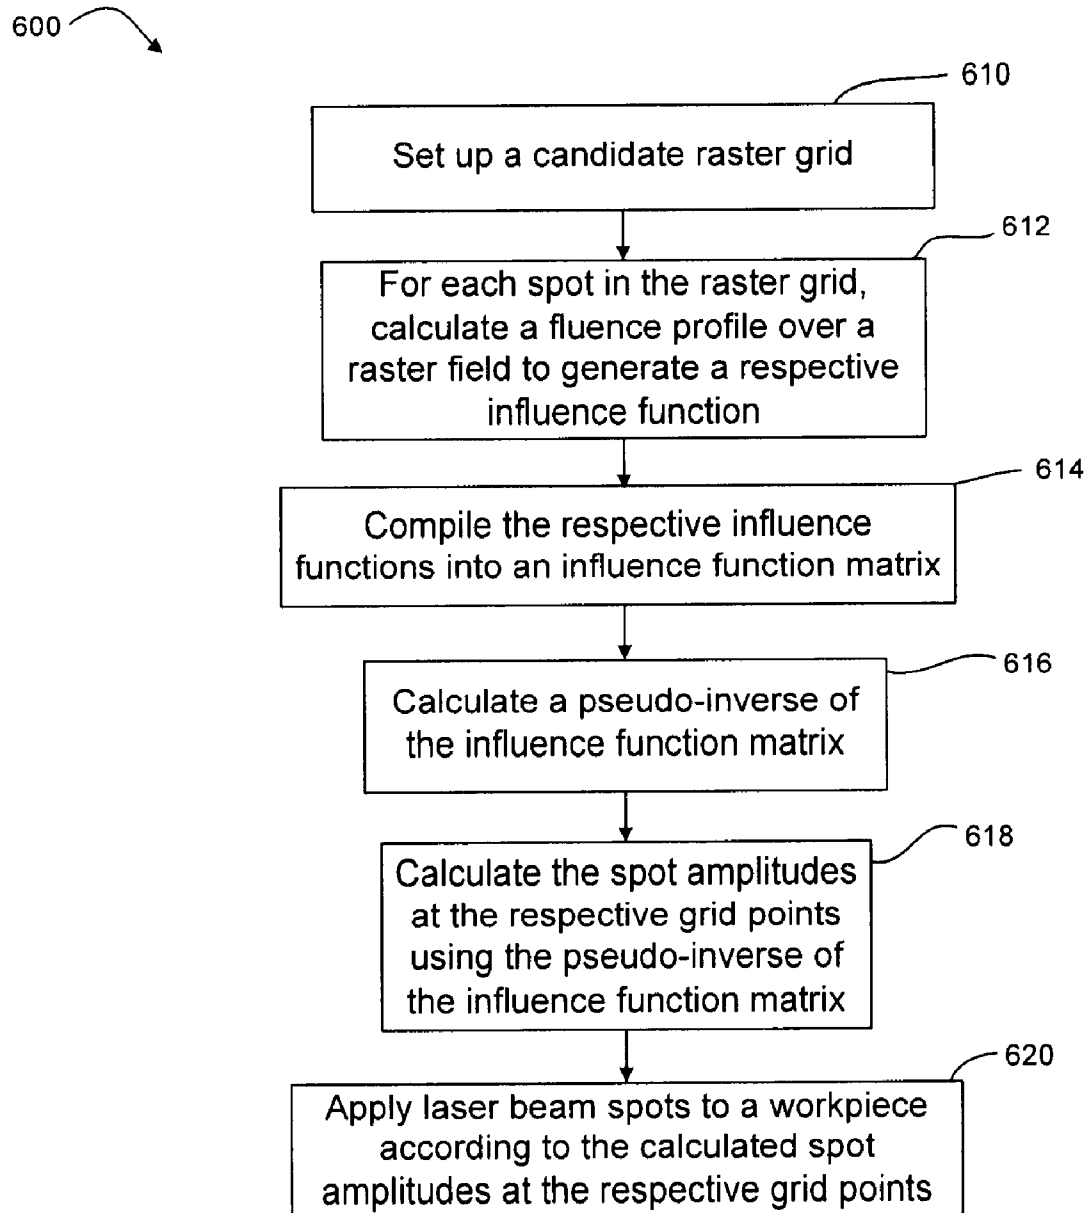 600
610
Set up a candidate raster grid
612
For each spot in the raster grid,
calculate a fluence profile over a
raster field to generate a respective
influence function
614
Compile the respective influence
functions into an influence function matrix
616
Calculate a pseudo-inverse of
the influence function matrix
618
Calculate the spot amplitudes
at the respective grid points
using the pseudo-inverse of
the influence function matrix
620
Apply laser beam spots to a workpiece
according to the calculated spot
amplitudes at the respective grid points